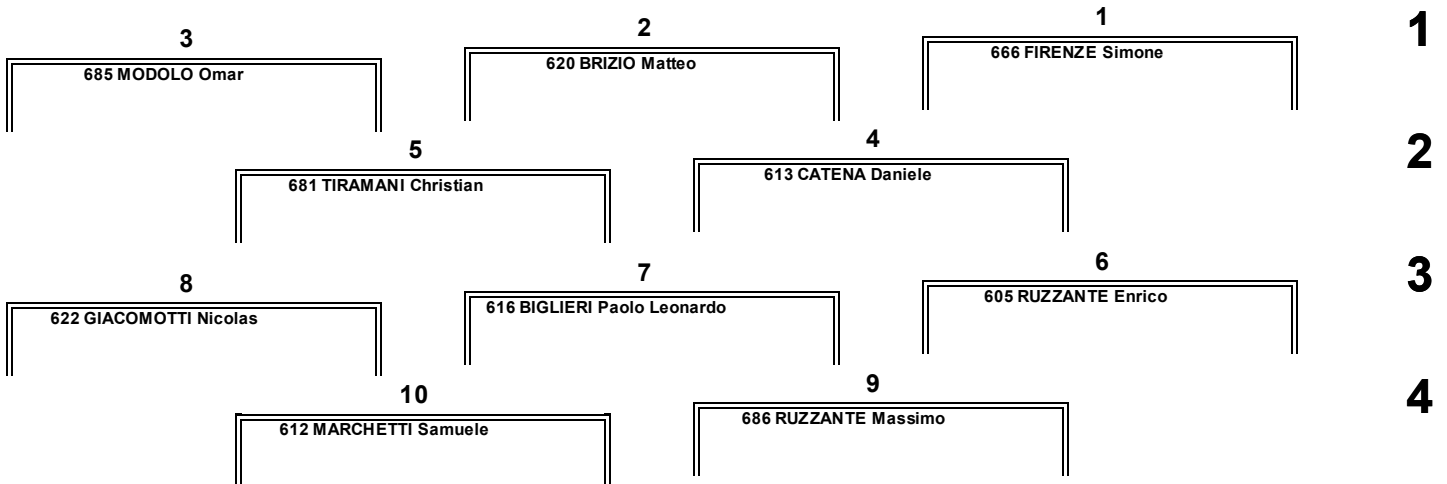 3 2 1 1
685 MODOLO Omar 620 BRIZIO Matteo 666 FIRENZE Simone
5 4 2
681 TIRAMANI Christian 613 CATENA Daniele
8 7 6 3
622 GIACOMOTTI Nicolas 616 BIGLIERI Paolo Leonardo 605 RUZZANTE Enrico
10 9 4
612 MARCHETTI Samuele 686 RUZZANTE Massimo